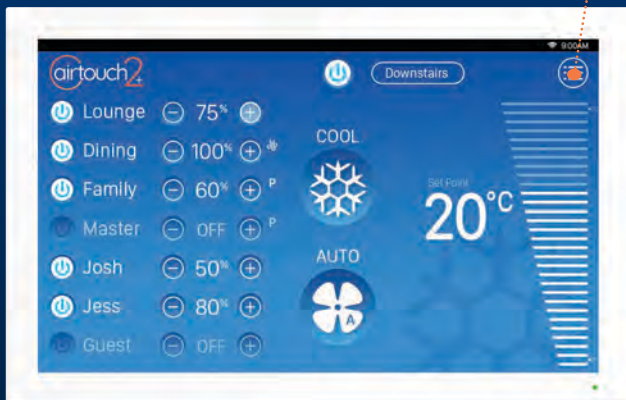 9:00AM
airtouch2+
Downstairs
Lounge 75%
Dining 100%
Family 60% P
Master OFF P
Josh 50%
Jess 80%
Guest OFF
COOL
AUTO
A
Set Point
20°C